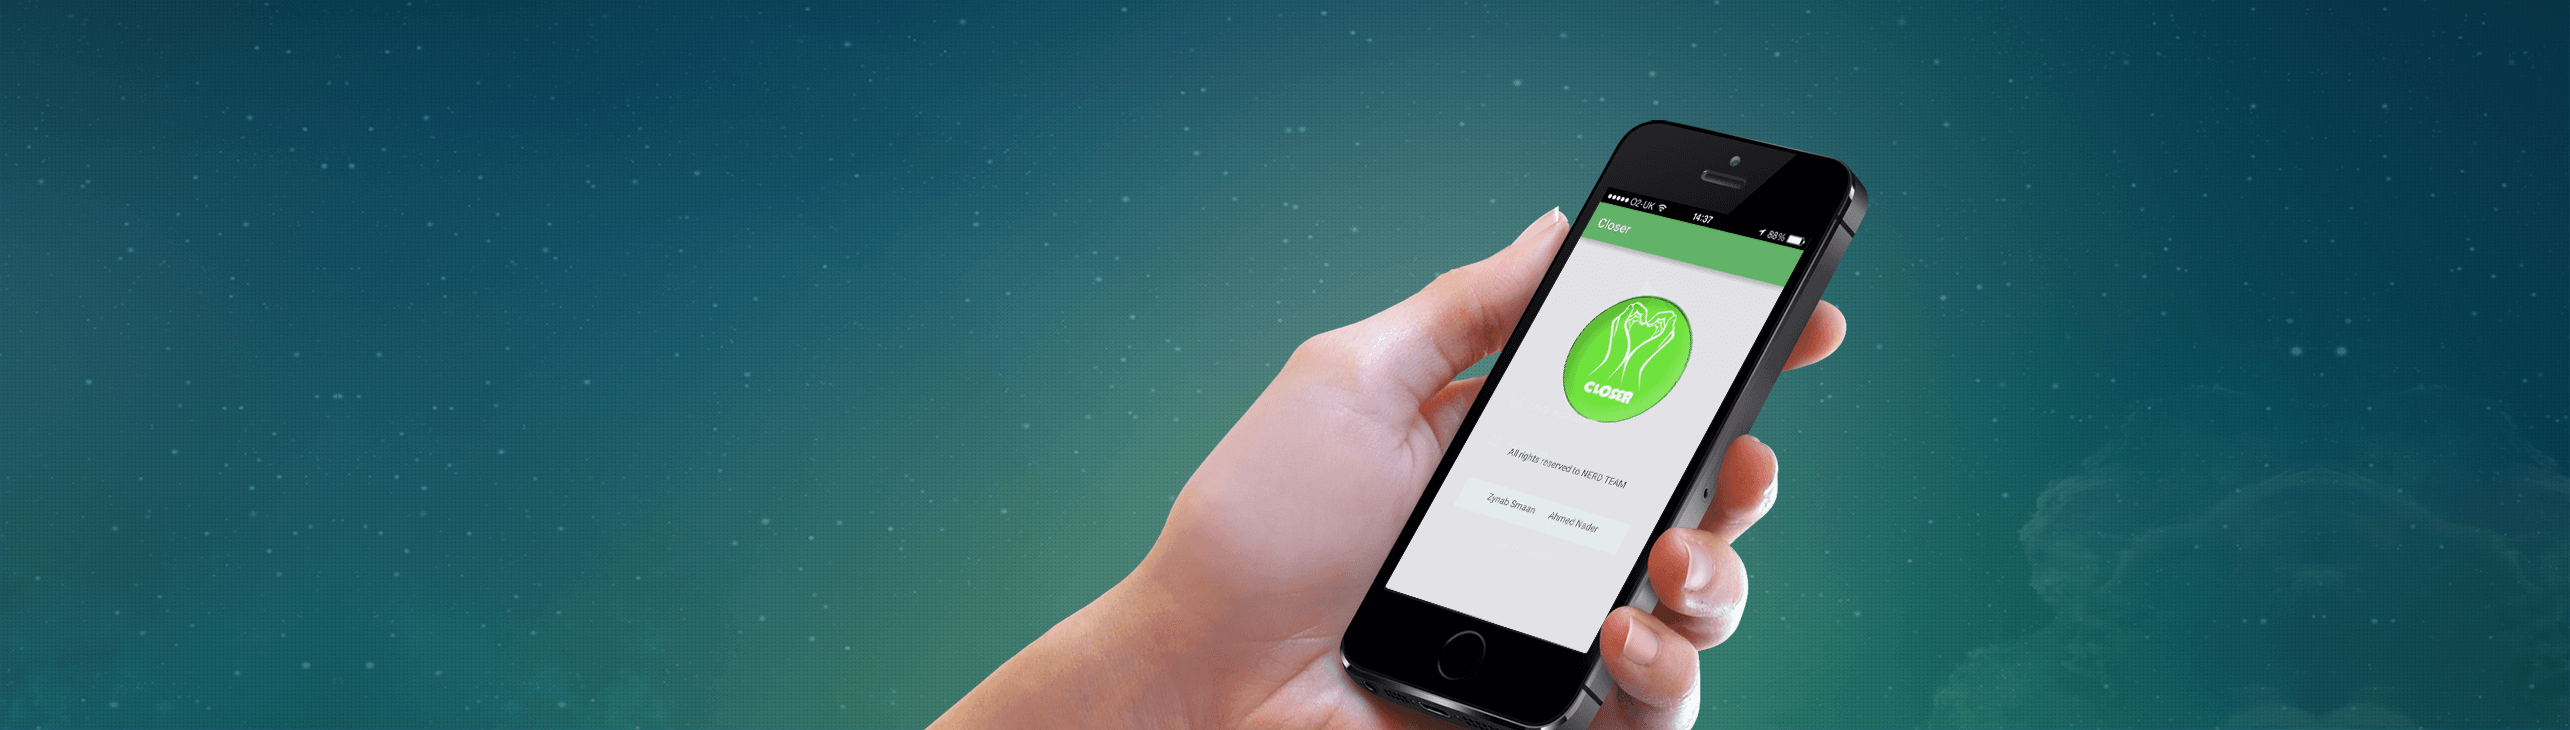 ●●●●● O2-UK 14:37 88%
Closer
CLOSER
All rights reserved to NERD TEAM
Zynab Smaan Ahmed Nader